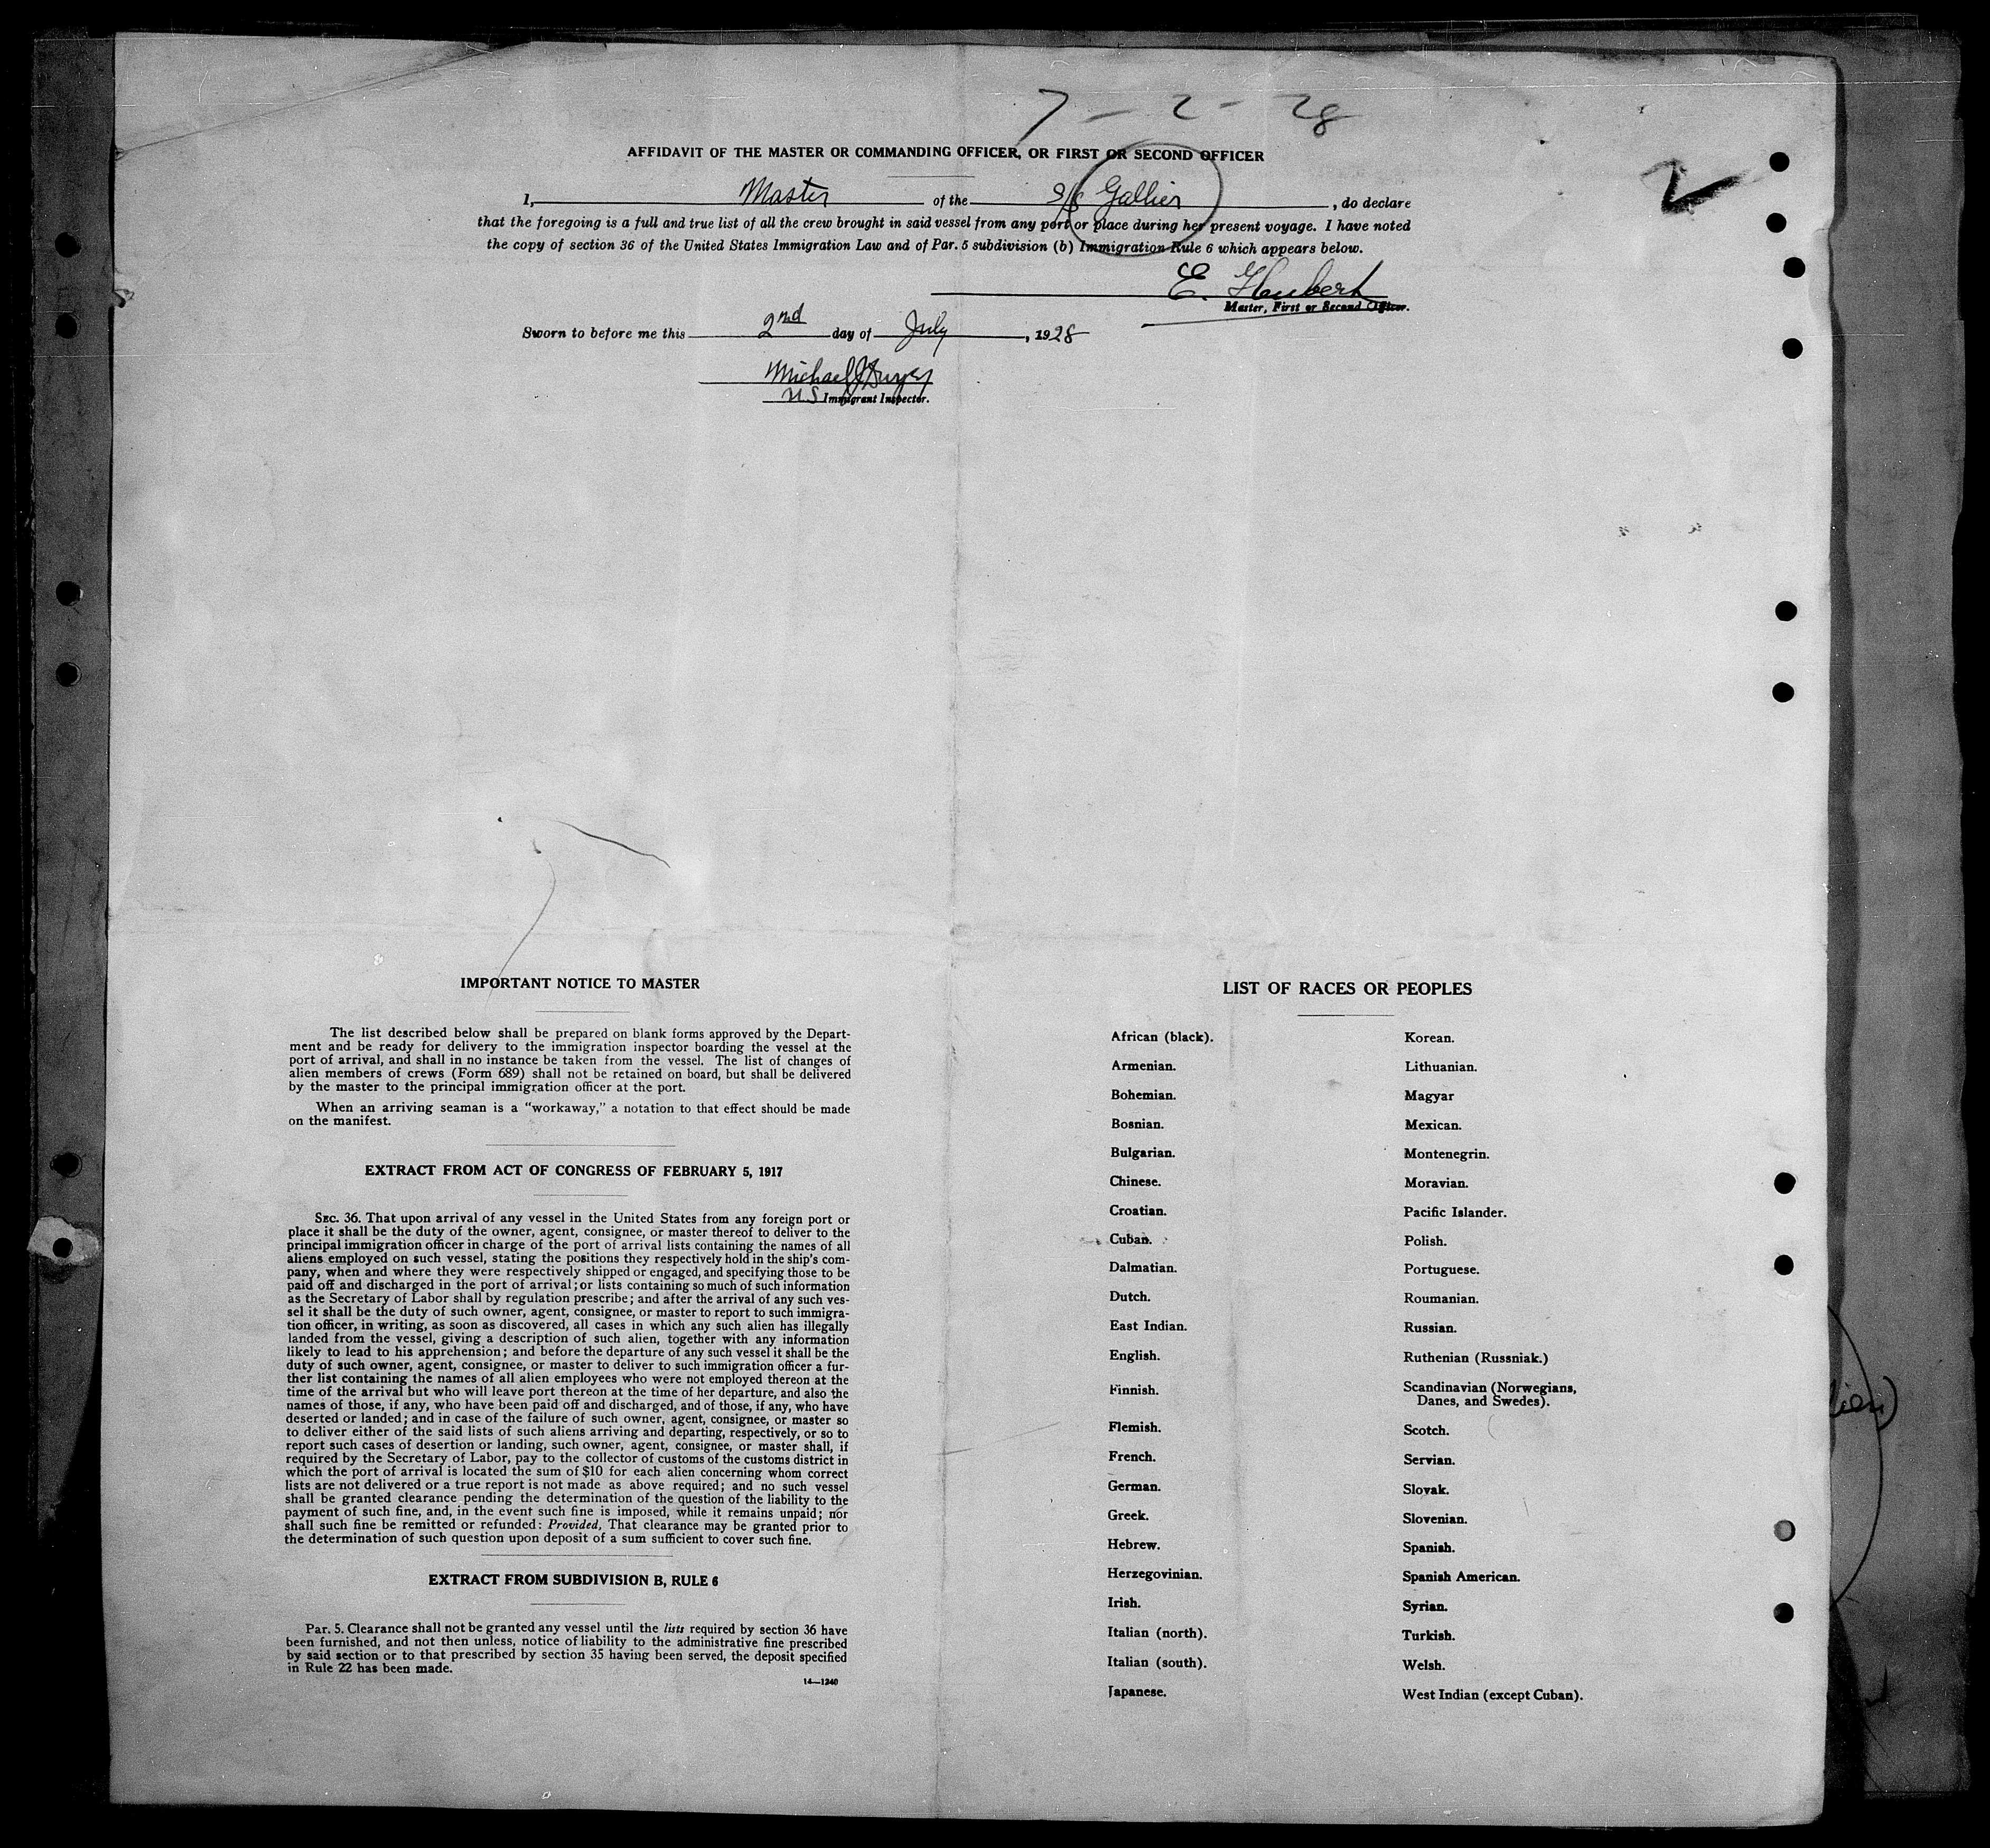 7 - 2 - 28
2
AFFIDAVIT OF THE MASTER OR COMMANDING OFFICER, OR FIRST OR SECOND OFFICER
I, Master of the S/S Gallier, do declare
that the foregoing is a full and true list of all the crew brought in said vessel from any port or place during her present voyage. I have noted
the copy of section 36 of the United States Immigration Law and of Par. 5 subdivision (b) Immigration Rule 6 which appears below.
E.
Master, First or Second Officer.
Sworn to before me this 2nd day of July, 1928
Michael J
US Immigrant Inspector.
IMPORTANT NOTICE TO MASTER
The list described below shall be prepared on blank forms approved by the Depart-
ment and be ready for delivery to the immigration inspector boarding the vessel at the
port of arrival, and shall in no instance be taken from the vessel. The list of changes of
alien members of crews (Form 689) shall not be retained on board, but shall be delivered
by the master to the principal immigration officer at the port.
When an arriving seaman is a "workaway," a notation to that effect should be made
on the manifest.
EXTRACT FROM ACT OF CONGRESS OF FEBRUARY 5, 1917
SEC. 36. That upon arrival of any vessel in the United States from any foreign port or
place it shall be the duty of the owner, agent, consignee, or master thereof to deliver to the
principal immigration officer in charge of the port of arrival lists containing the names of all
aliens employed on such vessel, stating the positions they respectively hold in the ship's com-
pany, when and where they were respectively shipped or engaged, and specifying those to be
paid off and discharged in the port of arrival; or lists containing so much of such information
as the Secretary of Labor shall by regulation prescribe; and after the arrival of any such ves-
sel it shall be the duty of such owner, agent, consignee, or master to report to such immigra-
tion officer, in writing, as soon as discovered, all cases in which any such alien has illegally
landed from the vessel, giving a description of such alien, together with any information
likely to lead to his apprehension; and before the departure of any such vessel it shall be the
duty of such owner, agent, consignee, or master to deliver to such immigration officer a fur-
ther list containing the names of all alien employees who were not employed thereon at the
time of the arrival but who will leave port thereon at the time of her departure, and also the
names of those, if any, who have been paid off and discharged, and of those, if any, who have
deserted or landed; and in case of the failure of such owner, agent, consignee, or master so
to deliver either of the said lists of such aliens arriving and departing, respectively, or so to
report such cases of desertion or landing, such owner, agent, consignee, or master shall, if
required by the Secretary of Labor, pay to the collector of customs of the customs district in
which the port of arrival is located the sum of $10 for each alien concerning whom correct
lists are not delivered or a true report is not made as above required; and no such vessel
shall be granted clearance pending the determination of the question of the liability to the
payment of such fine, and, in the event such fine is imposed, while it remains unpaid; nor
shall such fine be remitted or refunded: Provided, That clearance may be granted prior to
the determination of such question upon deposit of a sum sufficient to cover such fine.
EXTRACT FROM SUBDIVISION B, RULE 6
Par. 5. Clearance shall not be granted any vessel until the lists required by section 36 have
been furnished, and not then unless, notice of liability to the administrative fine prescribed
by said section or to that prescribed by section 35 having been served, the deposit specified
in Rule 22 has been made.
14—1240
LIST OF RACES OR PEOPLES
African (black).
Armenian.
Bohemian.
Bosnian.
Bulgarian.
Chinese.
Croatian.
Cuban.
Dalmatian.
Dutch.
East Indian.
English.
Finnish.
Flemish.
French.
German.
Greek.
Hebrew.
Herzegovinian.
Irish.
Italian (north).
Italian (south).
Japanese.
Korean.
Lithuanian.
Magyar
Mexican.
Montenegrin.
Moravian.
Pacific Islander.
Polish.
Portuguese.
Roumanian.
Russian.
Ruthenian (Russniak.)
Scandinavian (Norwegians,
Danes, and Swedes).
Scotch.
Servian.
Slovak.
Slovenian.
Spanish.
Spanish American.
Syrian.
Turkish.
Welsh.
West Indian (except Cuban).